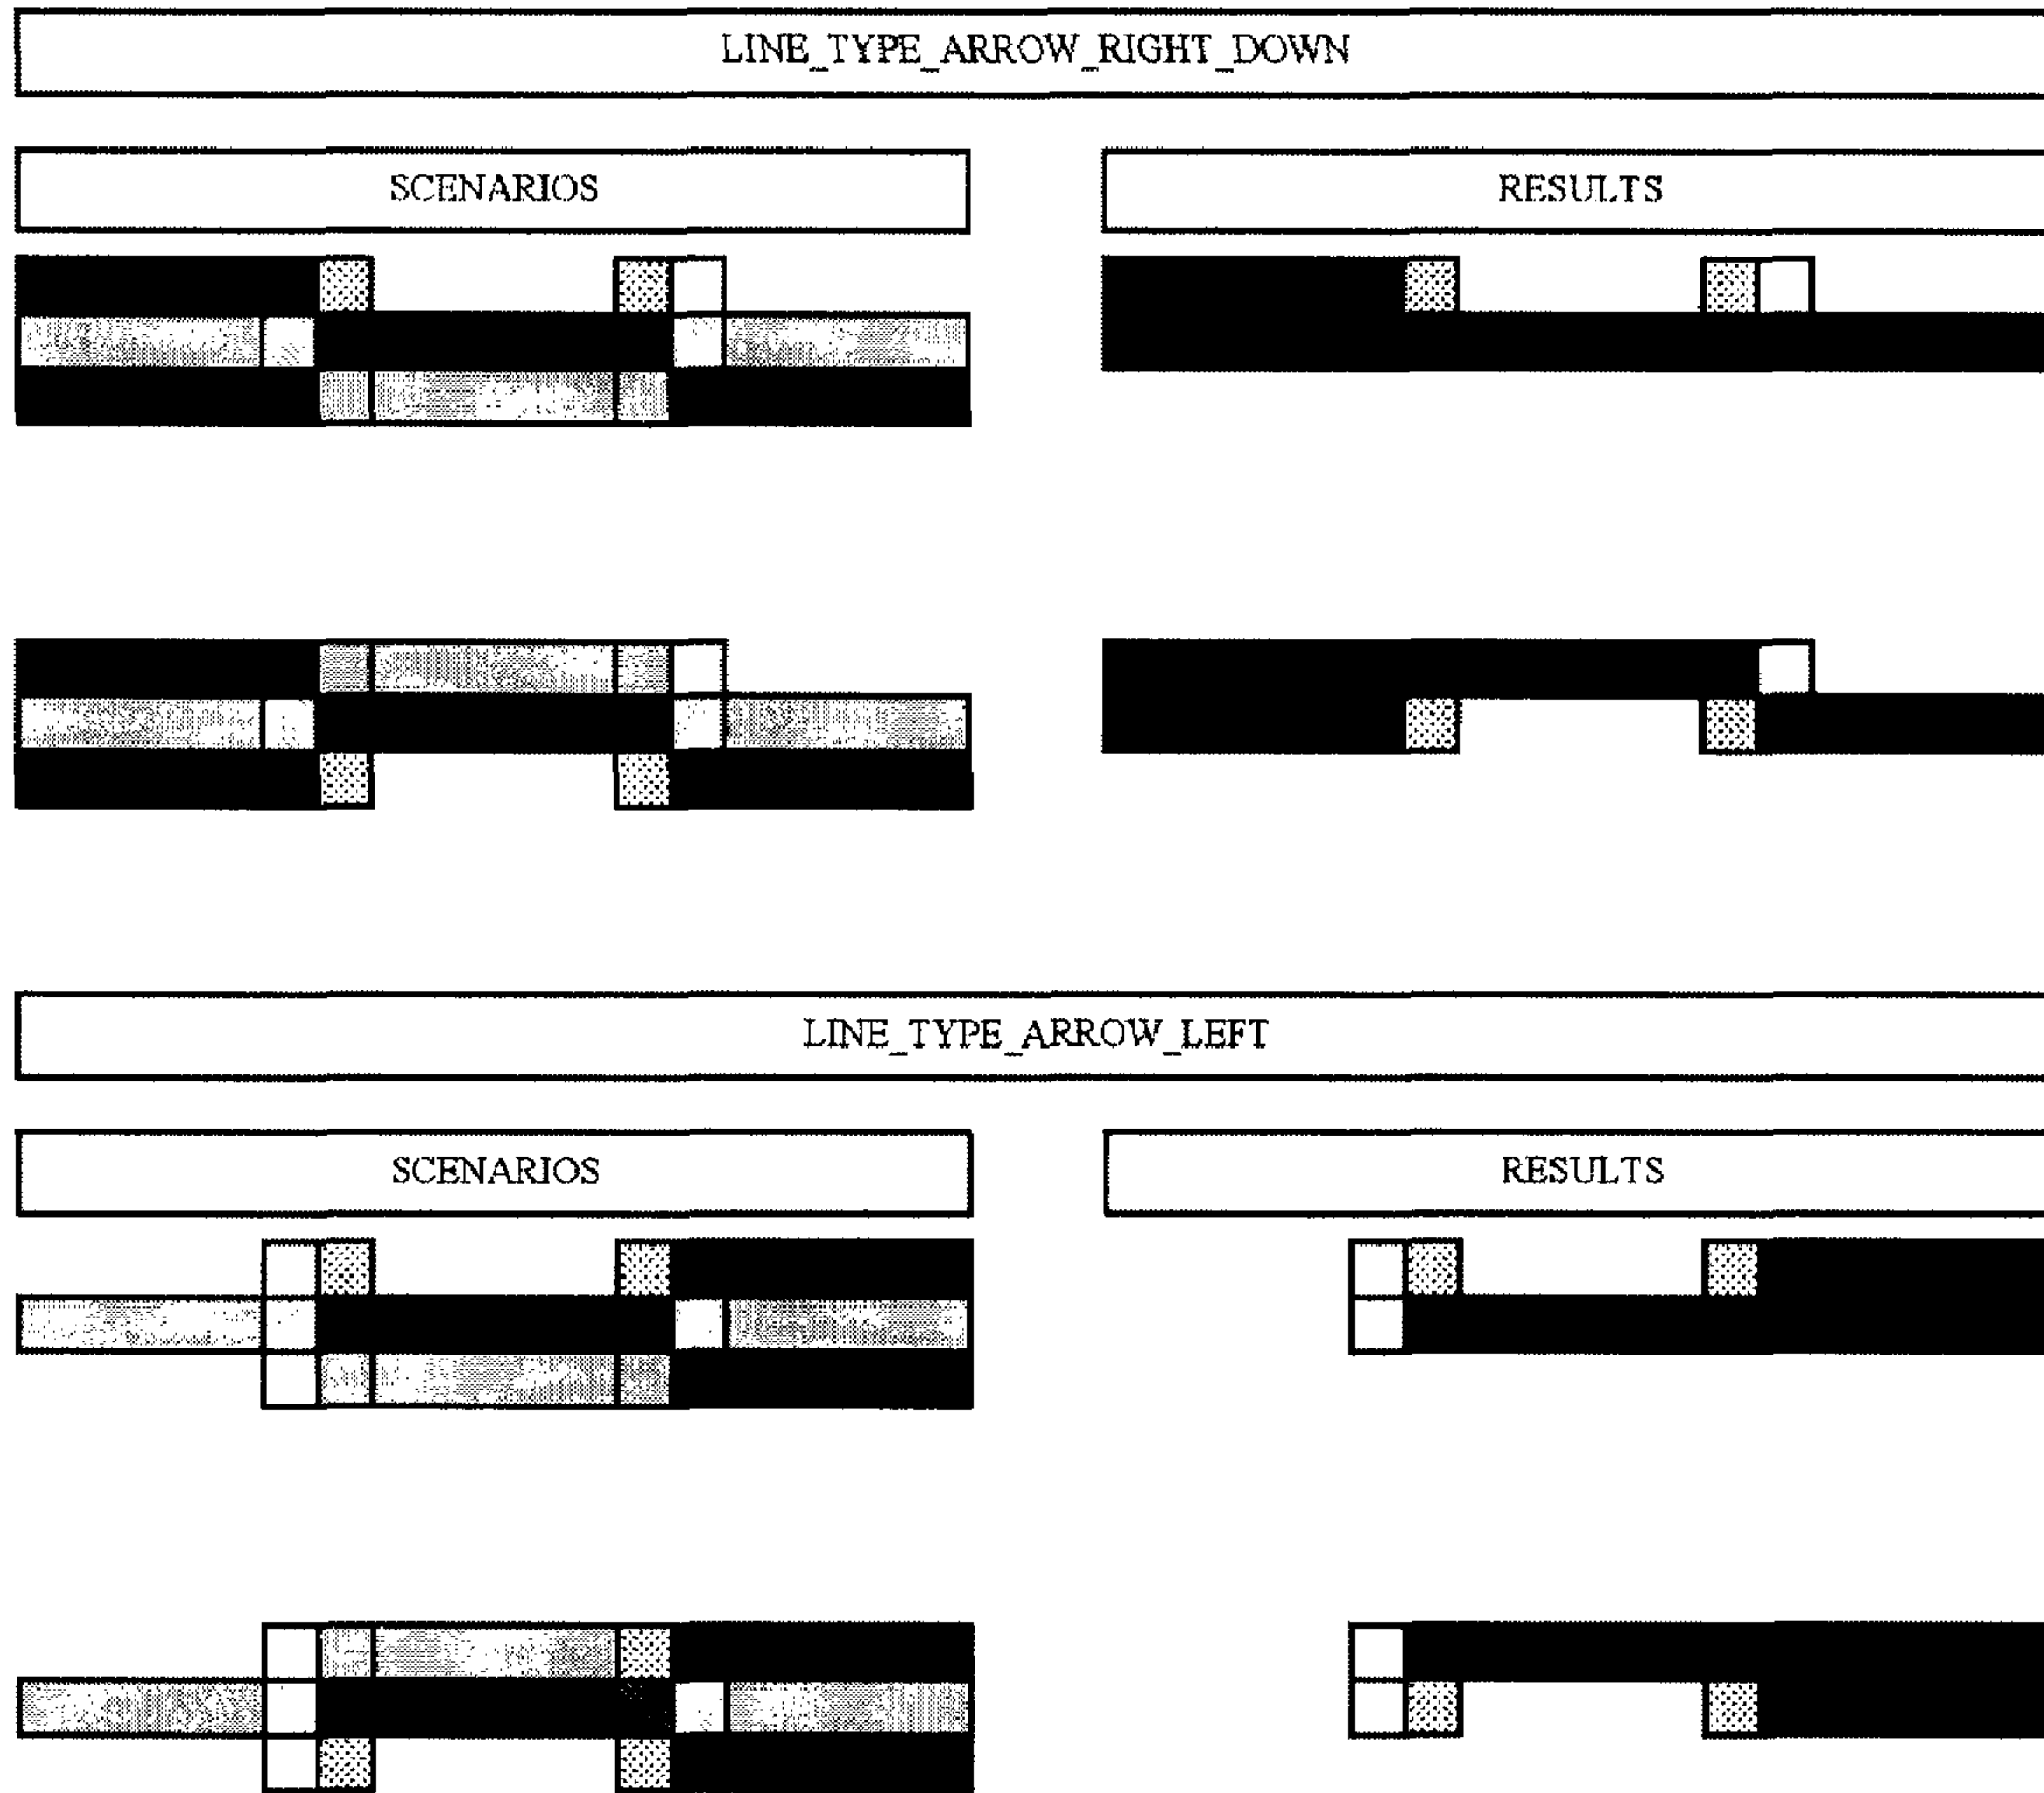 LINE_TYPE_ARROW_RIGHT_DOWN
SCENARIOS
RESULTS
LINE_TYPE_ARROW_LEFT
SCENARIOS
RESULTS